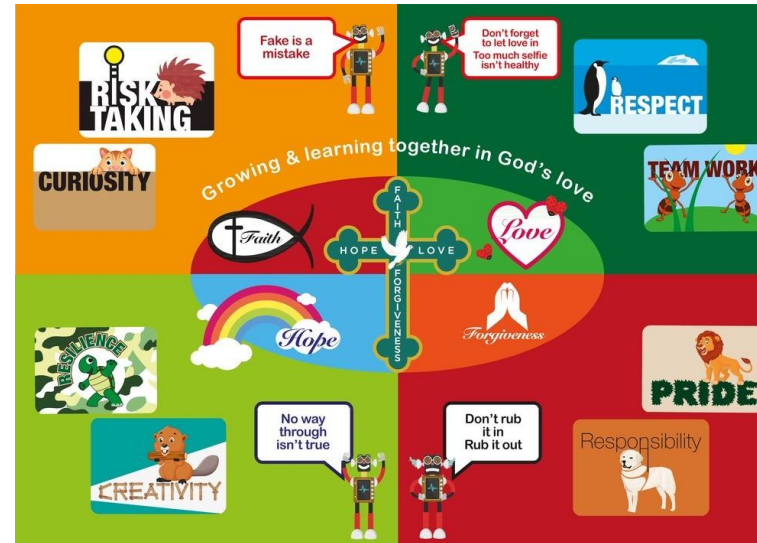 Fake is a
mistake
Don't forget
to let love in
Too much selfie
isn't healthy
RISK
TAKING
RESPECT
CURIOSITY
TEAM WORK
Growing & learning together in God's love
Faith
FAITH
HOPE
LOVE
FORGIVENESS
Love
Hope
Forgiveness
RESILIENCE
PRIDE
CREATIVITY
No way
through
isn't true
Don't rub
it in
Rub it out
Responsibility